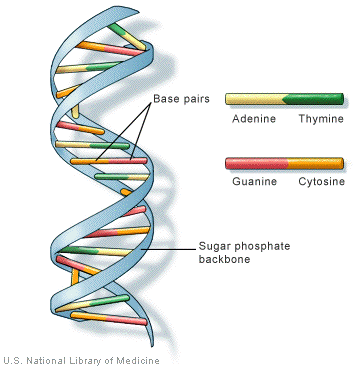 Base pairs
Adenine Thymine
Guanine Cytosine
Sugar phosphate
backbone
U.S. National Library of Medicine